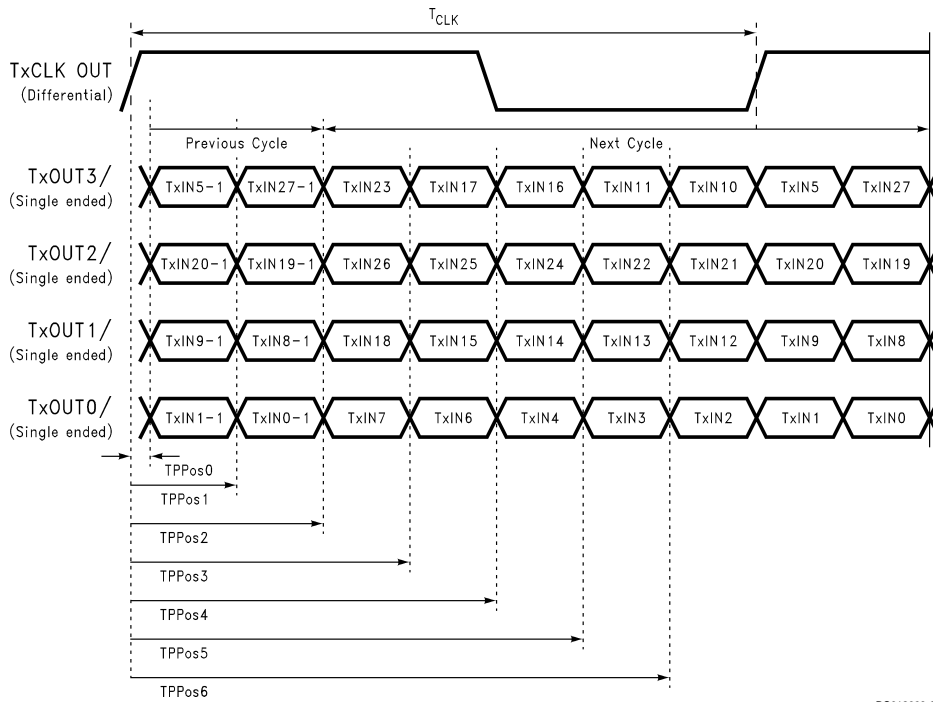 TCLK
TxCLK OUT
(Differential)
Previous Cycle Next Cycle
TxOUT3/
(Single ended)
TxIN5-1 TxIN27-1 TxIN23 TxIN17 TxIN16 TxIN11 TxIN10 TxIN5 TxIN27
TxOUT2/
(Single ended)
TxIN20-1 TxIN19-1 TxIN26 TxIN25 TxIN24 TxIN22 TxIN21 TxIN20 TxIN19
TxOUT1/
(Single ended)
TxIN9-1 TxIN8-1 TxIN18 TxIN15 TxIN14 TxIN13 TxIN12 TxIN9 TxIN8
TxOUT0/
(Single ended)
TxIN1-1 TxIN0-1 TxIN7 TxIN6 TxIN4 TxIN3 TxIN2 TxIN1 TxIN0
TPPos0
TPPos1
TPPos2
TPPos3
TPPos4
TPPos5
TPPos6